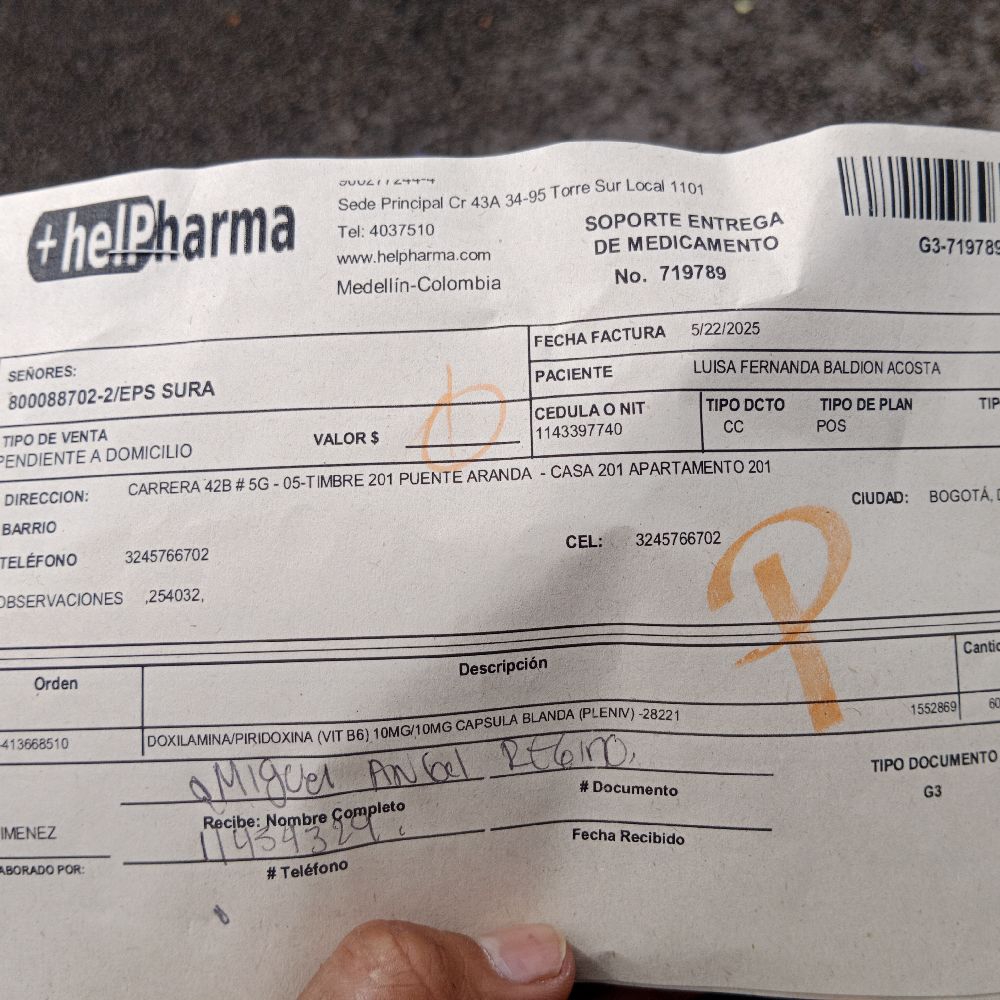 +helPharma
Sede Principal Cr 43A 34-95 Torre Sur Local 1101
Tel: 4037510
www.helpharma.com
Medellín-Colombia
SOPORTE ENTREGA
DE MEDICAMENTO
No. 719789
G3-719789
SEÑORES:
800088702-2/EPS SURA
FECHA FACTURA 5/22/2025
PACIENTE LUISA FERNANDA BALDION ACOSTA
TIPO DE VENTA
PENDIENTE A DOMICILIO
VALOR $
CEDULA O NIT
1143397740
TIPO DCTO
CC
TIPO DE PLAN
POS
TIP
DIRECCION: CARRERA 42B # 5G - 05-TIMBRE 201 PUENTE ARANDA - CASA 201 APARTAMENTO 201
BARRIO
CIUDAD: BOGOTÁ,
TELÉFONO 3245766702
CEL: 3245766702
OBSERVACIONES ,254032,
Orden Descripción Cantid
-413668510 DOXILAMINA/PIRIDOXINA (VIT B6) 10MG/10MG CAPSULA BLANDA (PLENIV) -28221 1552869 60
P
Miguel Angel
Recibe: Nombre Completo
# Documento
TIPO DOCUMENTO
G3
IMENEZ
ABORADO POR:
# Teléfono
Fecha Recibido